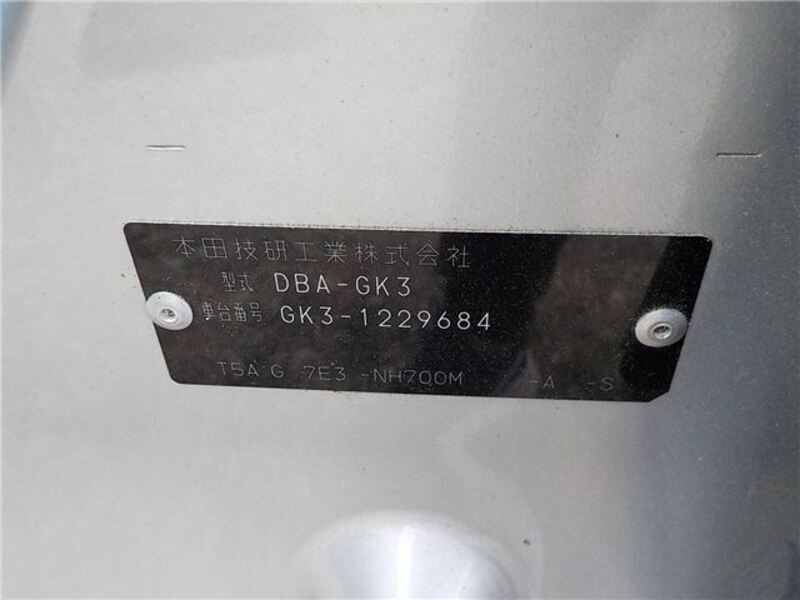 本田技研工業株式会社
型式 DBA-GK3
車台番号 GK3-1229684
T5A G 7E3 -NH700M -A -S